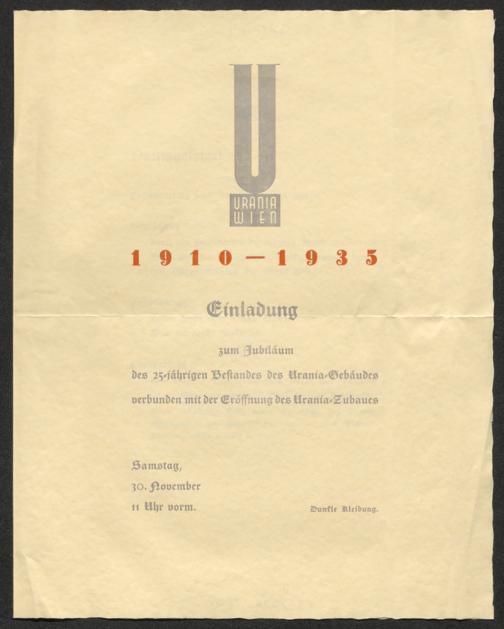 URANIA
WIEN
1910–1935
Einladung
zum Jubiläum
des 25-jährigen Bestandes des Urania-Gebäudes
verbunden mit der Eröffnung des Urania-Zubaues
Samstag,
30. November
11 Uhr vorm.
Dunkle Kleidung.